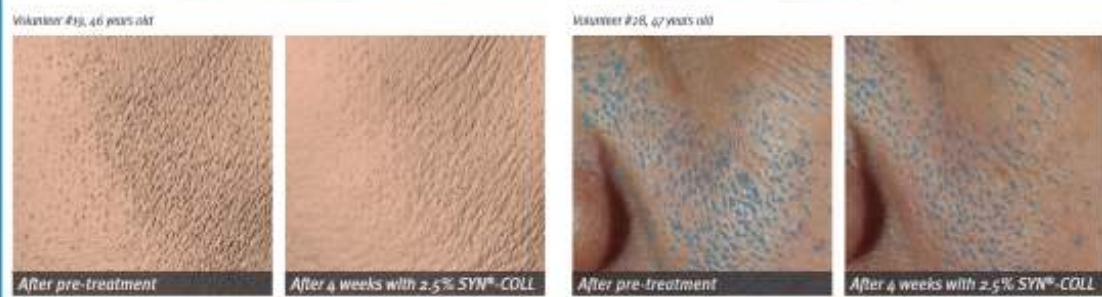 Volunteer #19, 46 years old
Volunteer #28, 47 years old
After pre-treatment
After 4 weeks with 2.5% SYN®-COLL
After pre-treatment
After 4 weeks with 2.5% SYN®-COLL